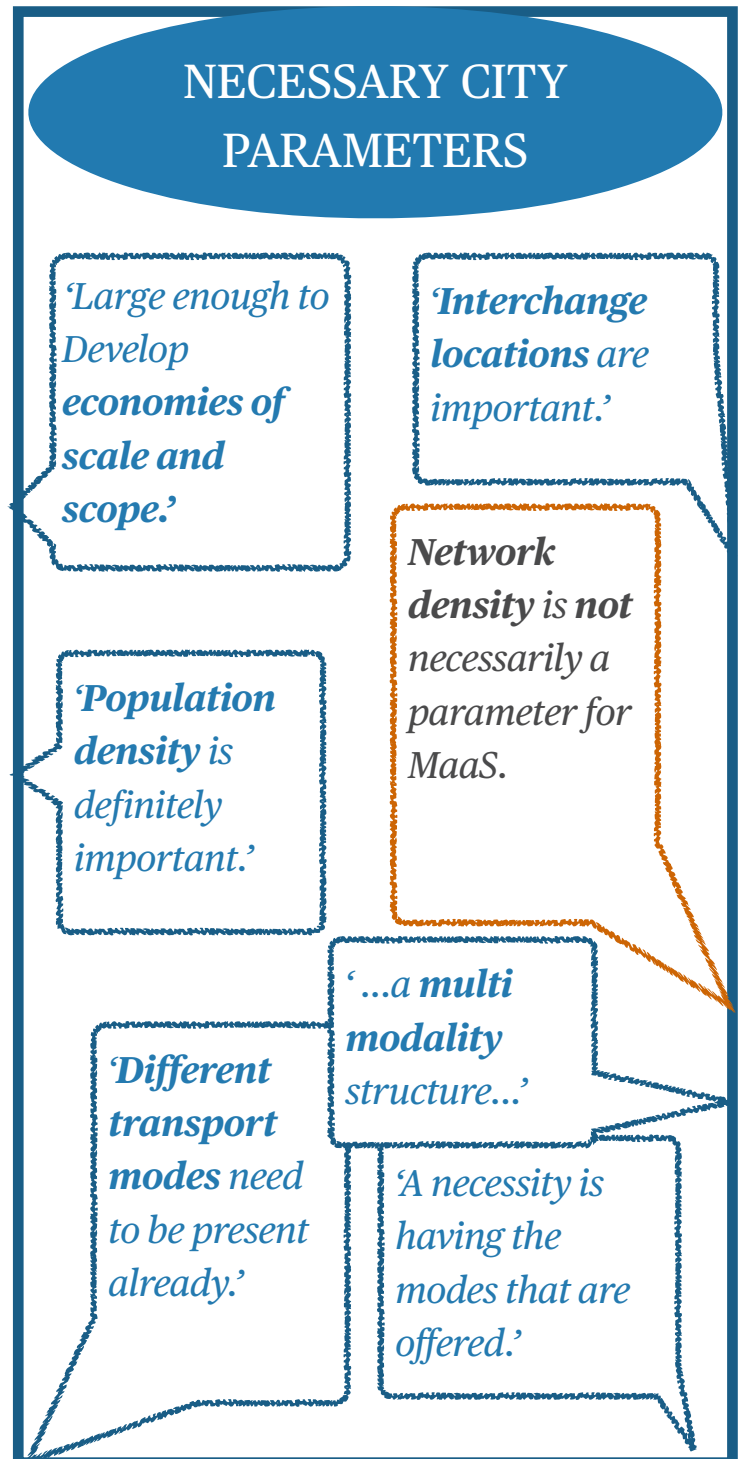 NECESSARY CITY
PARAMETERS
‘Large enough to
Develop
economies of
scale and
scope.’
‘Interchange
locations are
important.’
Network
density is not
necessarily a
parameter for
MaaS.
‘Population
density is
definitely
important.’
‘ ...a multi
modality
structure...’
‘Different
transport
modes need
to be present
already.’
‘A necessity is
having the
modes that are
offered.’